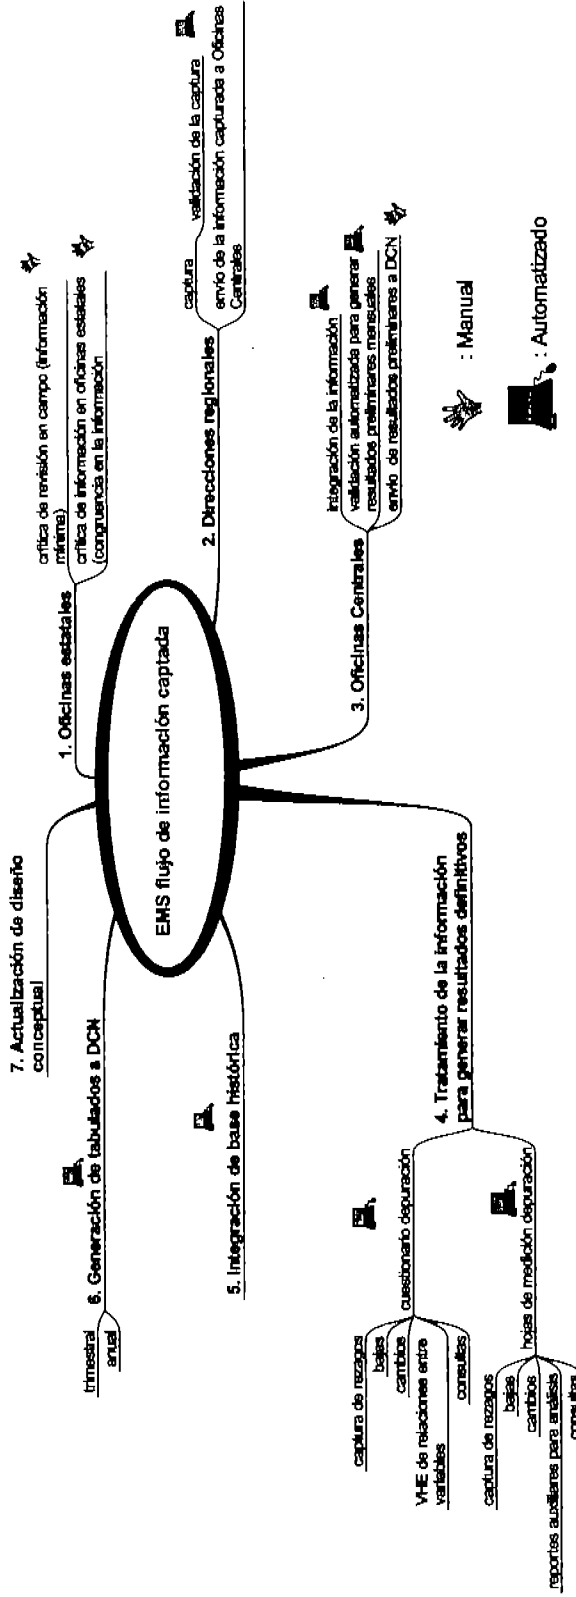 EMS flujo de información captada
1. Oficinas estatales
crítica de revisión en campo (información
mínima)
crítica de información en oficinas estatales
(congruencia en la información
2. Direcciones regionales
captura
validación de la captura
envío de la información capturada a Oficinas
Centrales
3. Oficinas Centrales
integración de la información
validación automatizada para generar
resultados preliminares mensuales
envío de resultados preliminares a DCN
4. Tratamiento de la información
para generar resultados definitivos
cuestionario depuración
captura de rezagos
bajas
cambios
VHE de relaciones entre
variables
consultas
hojas de medición depuración
captura de rezagos
bajas
cambios
reportes auxiliares para análisis
consultas
5. Integración de base histórica
6. Generación de tabulados a DCN
trimestral
anual
7. Actualización de diseño
conceptual
: Manual
: Automatizado